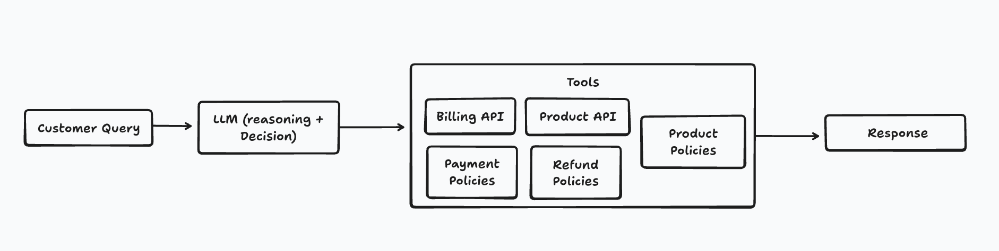 Customer Query
LLM (reasoning +
Decision)
Tools
Billing API
Product API
Payment
Policies
Refund
Policies
Product
Policies
Response